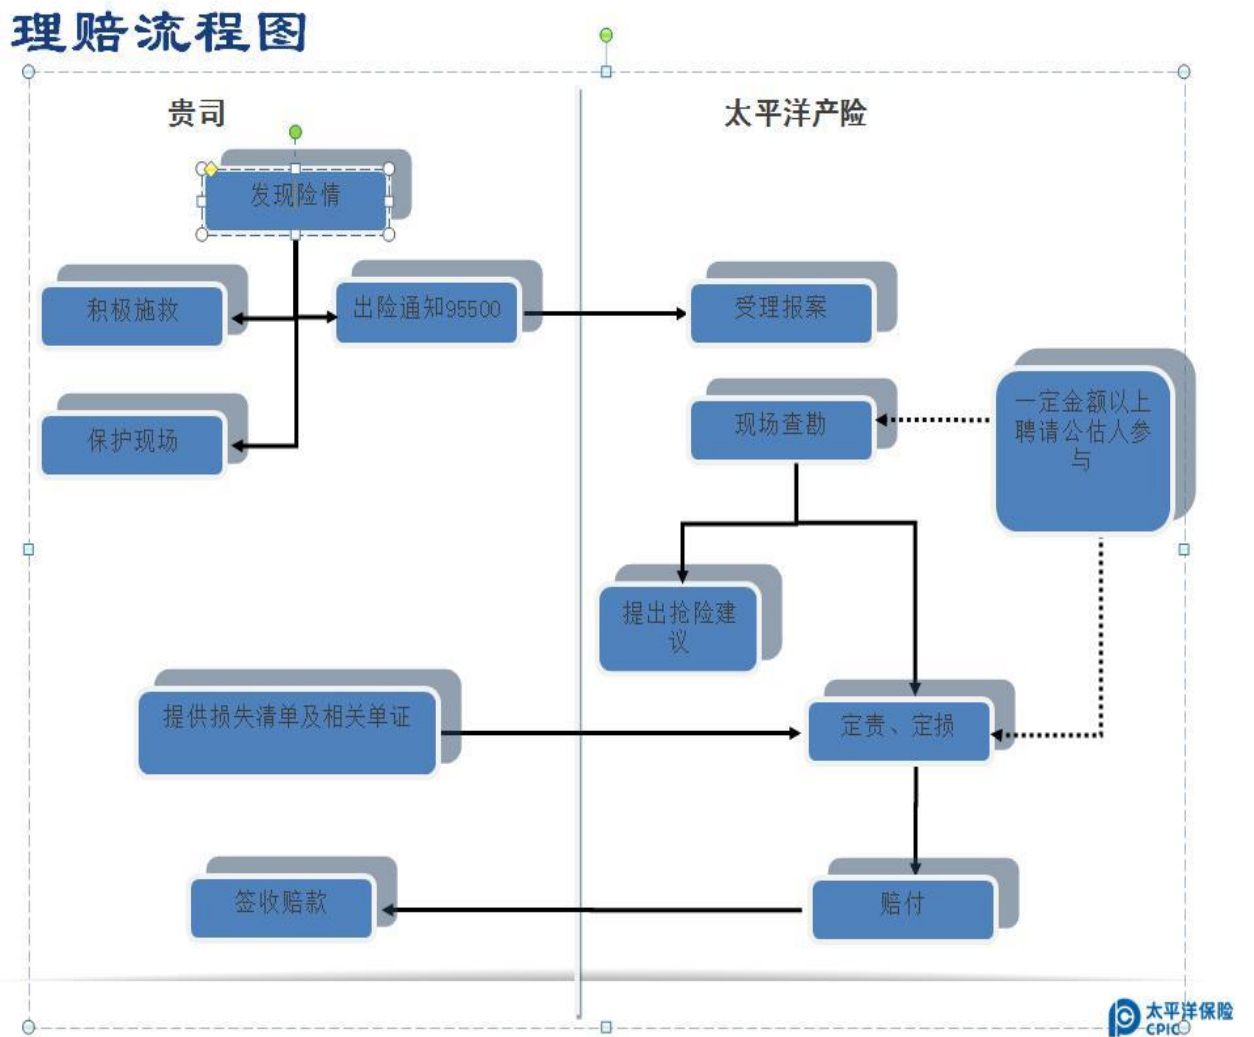 理赔流程图
贵司
太平洋产险
发现险情
积极施救
出险通知95500
受理报案
保护现场
现场查勘
一定金额以上
聘请公估人参
与
提出抢险建
议
提供损失清单及相关单证
定责、定损
签收赔款
赔付
太平洋保险
CPIC